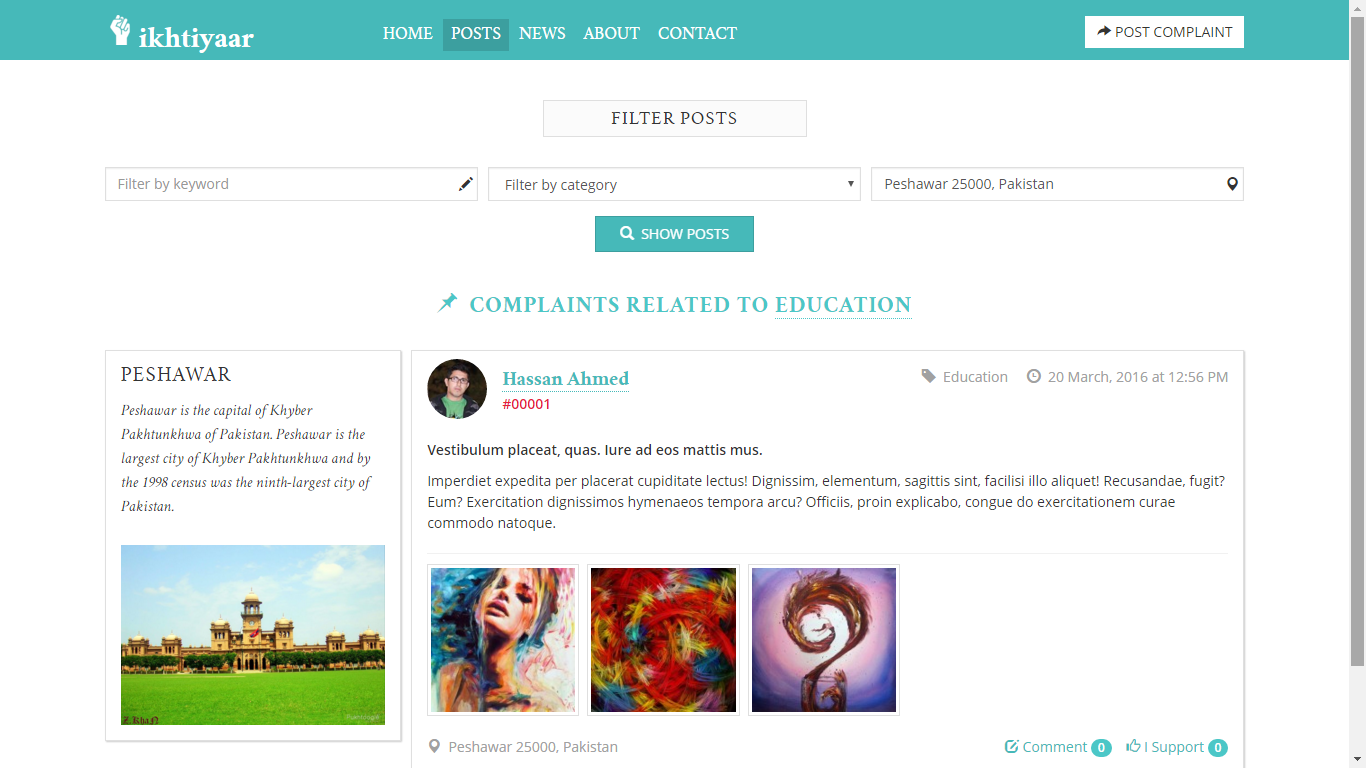 ikhtiyaar
HOME POSTS NEWS ABOUT CONTACT
POST COMPLAINT
FILTER POSTS
Filter by keyword
Filter by category
Peshawar 25000, Pakistan
SHOW POSTS
COMPLAINTS RELATED TO EDUCATION
PESHAWAR
Peshawar is the capital of Khyber
Pakhtunkhwa of Pakistan. Peshawar is the
largest city of Khyber Pakhtunkhwa and by
the 1998 census was the ninth-largest city of
Pakistan.
Z KhaN
Hassan Ahmed
#00001
Education
20 March, 2016 at 12:56 PM
Vestibulum placeat, quas. Iure ad eos mattis mus.
Imperdiet expedita per placerat cupiditate lectus! Dignissim, elementum, sagittis sint, facilisi illo aliquet! Recusandae, fugit?
Eum? Exercitation dignissimos hymenaeos tempora arcu? Officiis, proin explicabo, congue do exercitationem curae
commodo natoque.
Peshawar 25000, Pakistan
Comment 0
I Support 0